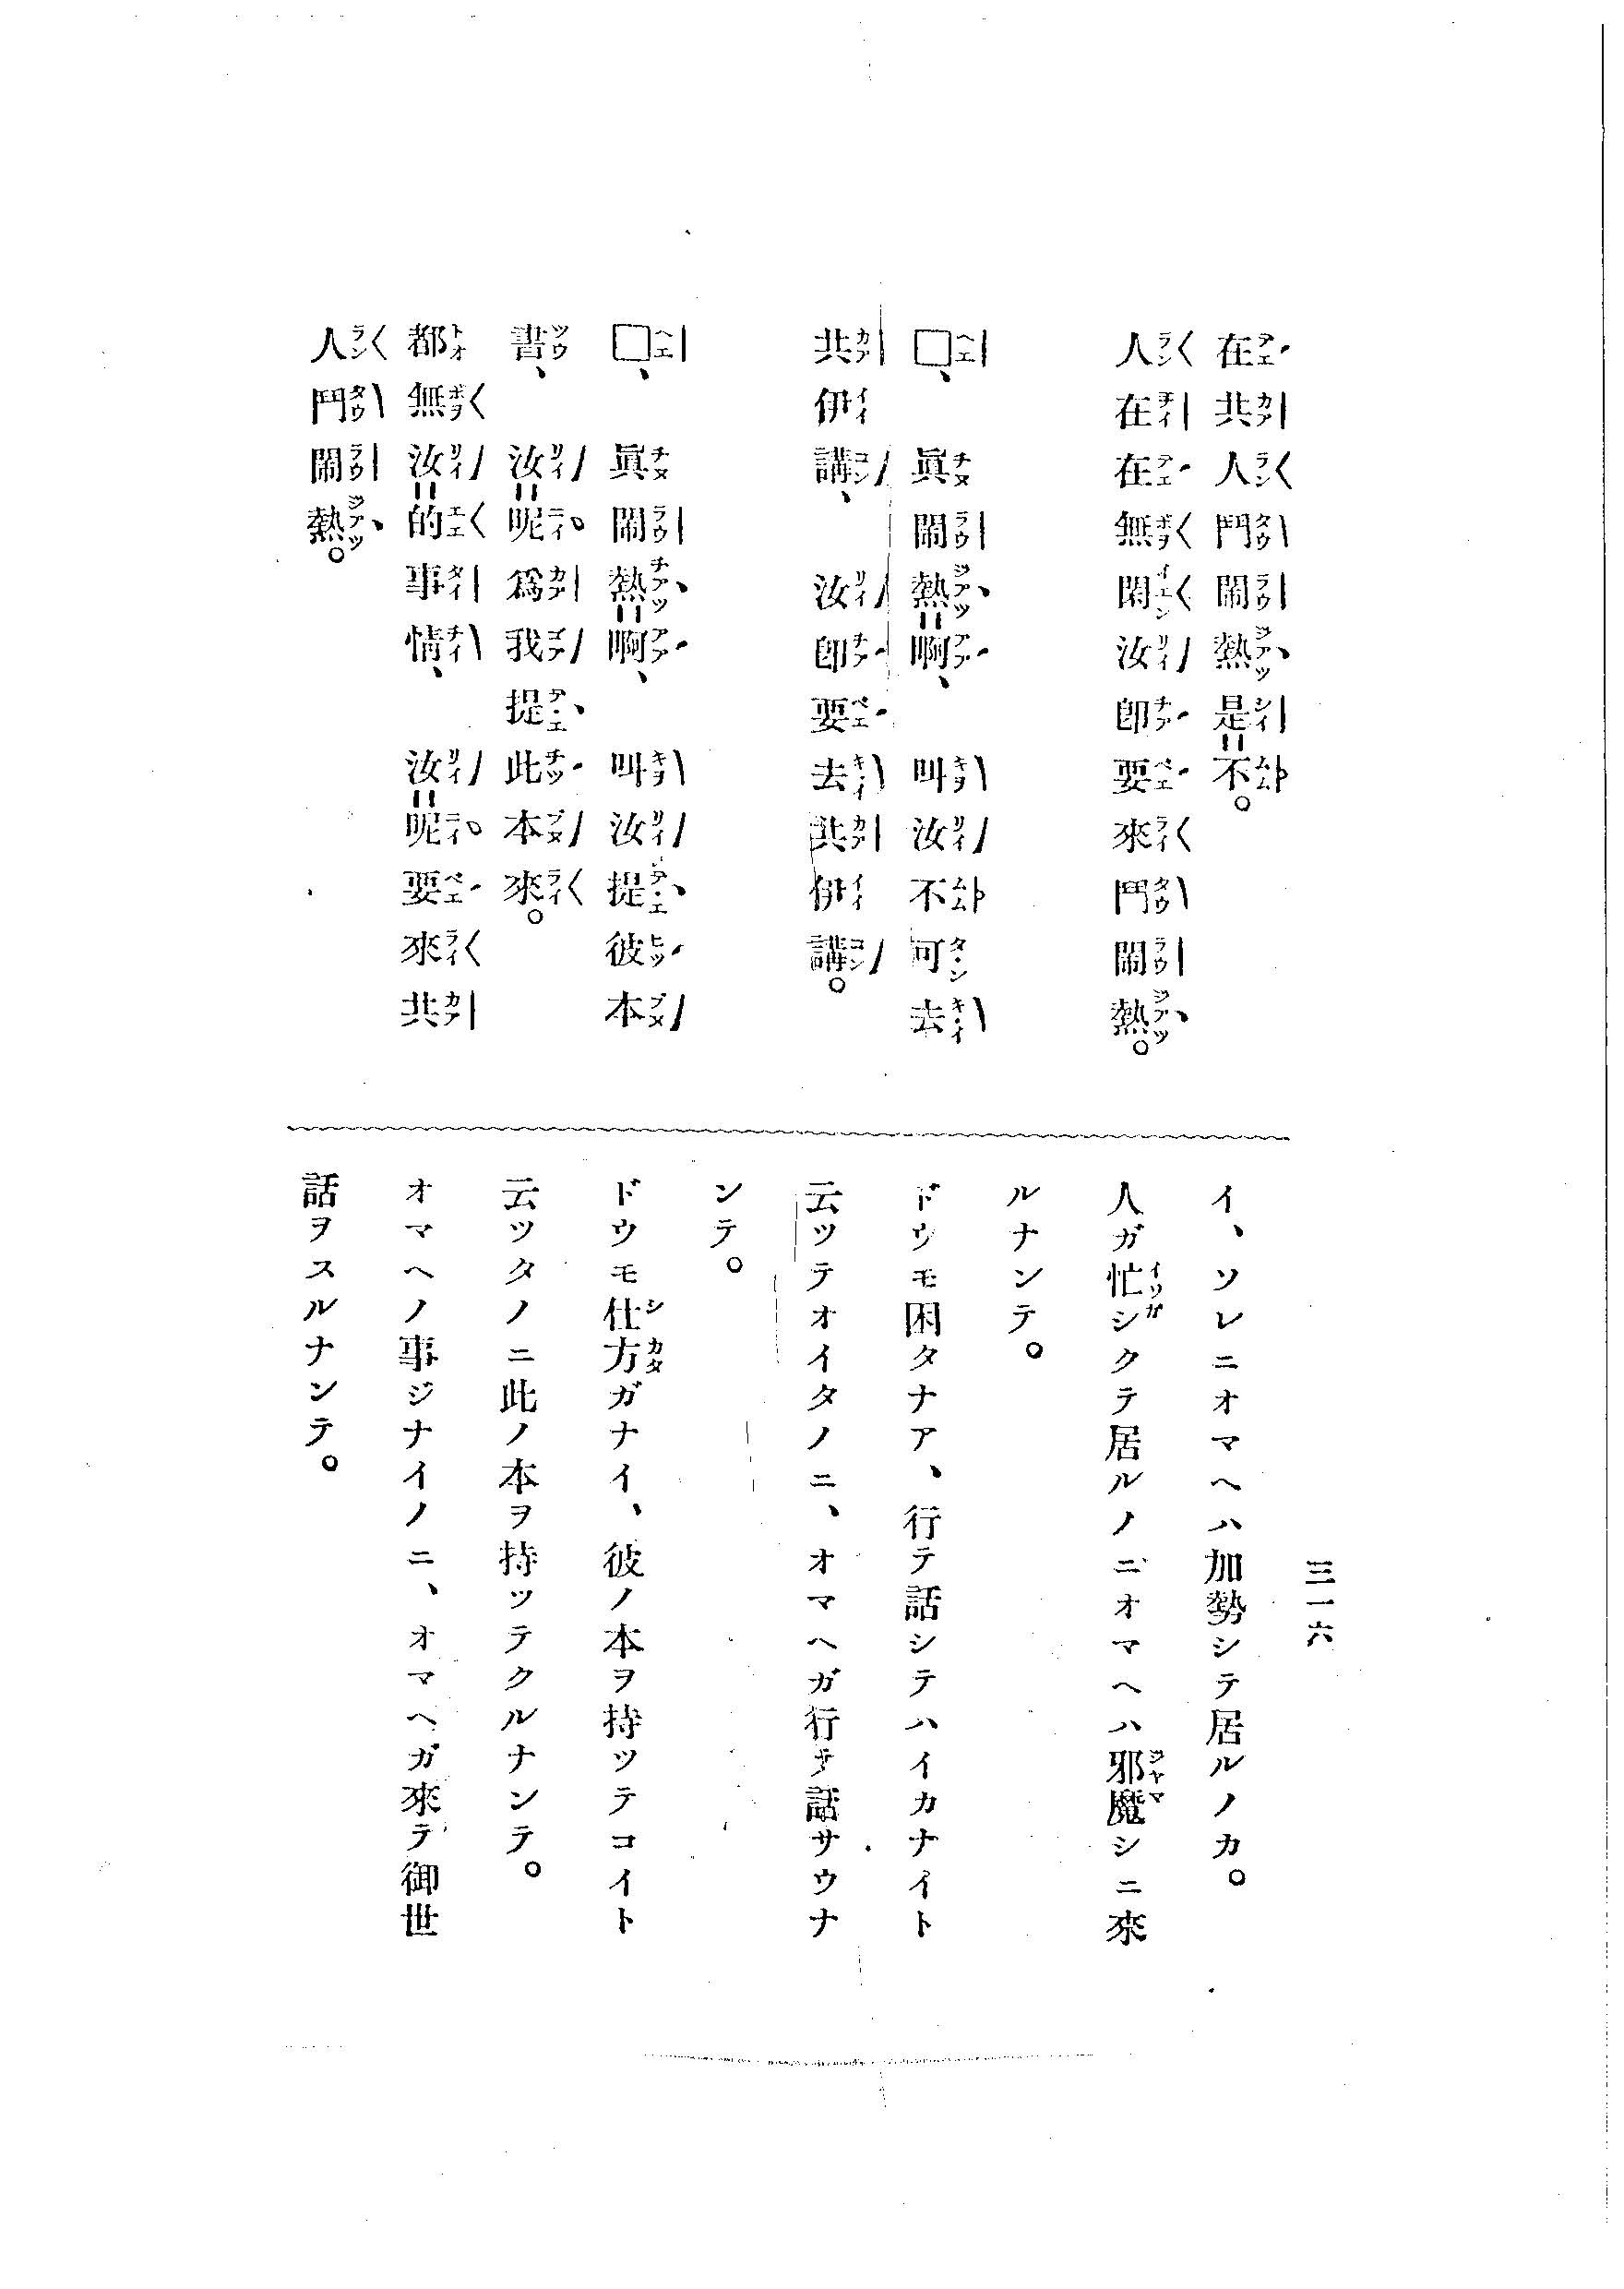 三一六
在共人鬥鬧熱是不。
人在在無閑汝卽要來鬥鬧熱。
□、眞鬧熱啊、叫汝不可去
共伊講、汝卽要去共伊講。
□、眞鬧熱啊、叫汝提彼本
書、汝呢爲我提此本來。
都無汝的事情、汝呢要來共
人鬥鬧熱。
イ、ソレニオマヘハ加勢シテ居ルノカ。
人ガ忙シクテ居ルノニオマヘハ邪魔シニ來
ルナンテ。
ドウモ困タナア、行テ話シテハイカナイト
云ッテオイタノニ、オマヘガ行テ話サウナ
ンテ。
ドウモ仕方ガナイ、彼ノ本ヲ持ッテコイト
云ッタノニ此ノ本ヲ持ッテクルナンテ。
オマヘノ事ジナイノニ、オマヘガ來テ御世
話ヲスルナンテ。